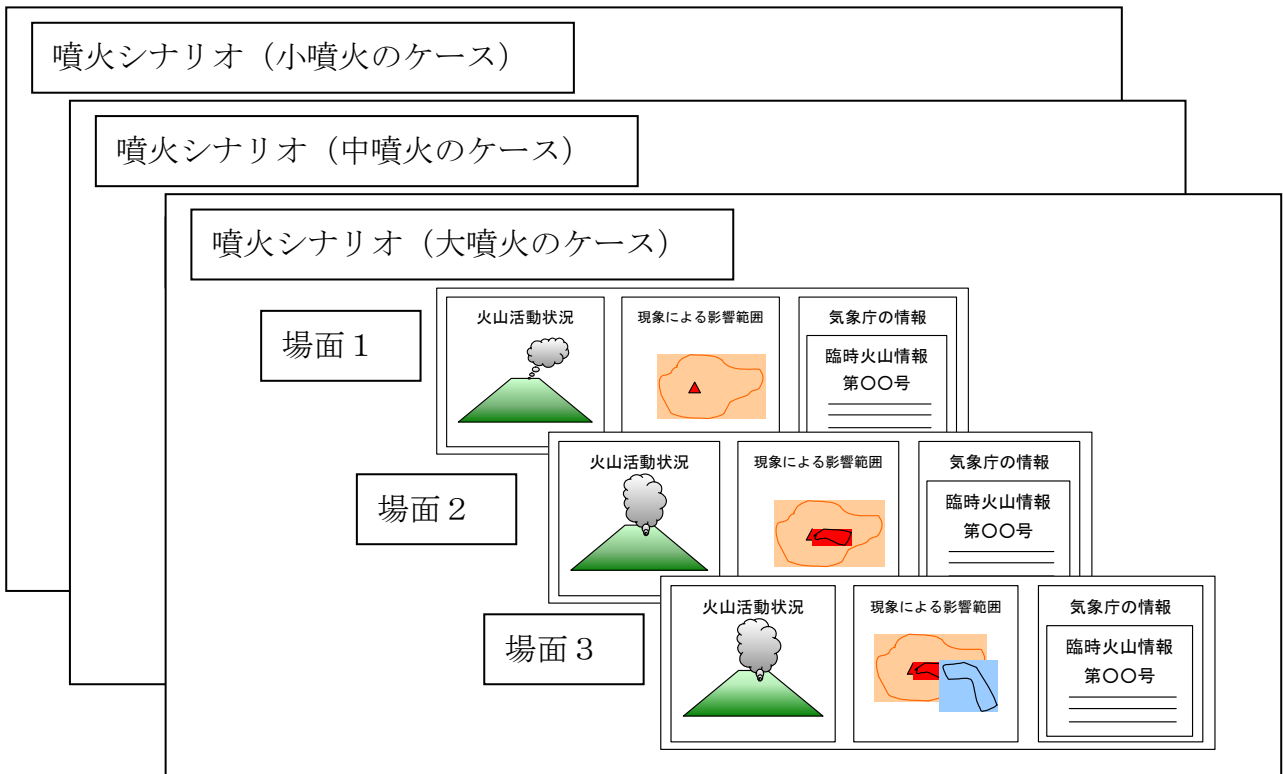 噴火シナリオ（小噴火のケース）
噴火シナリオ（中噴火のケース）
噴火シナリオ（大噴火のケース）
場面１
火山活動状況
現象による影響範囲
気象庁の情報
臨時火山情報
第〇〇号
場面２
火山活動状況
現象による影響範囲
気象庁の情報
臨時火山情報
第〇〇号
場面３
火山活動状況
現象による影響範囲
気象庁の情報
臨時火山情報
第〇〇号